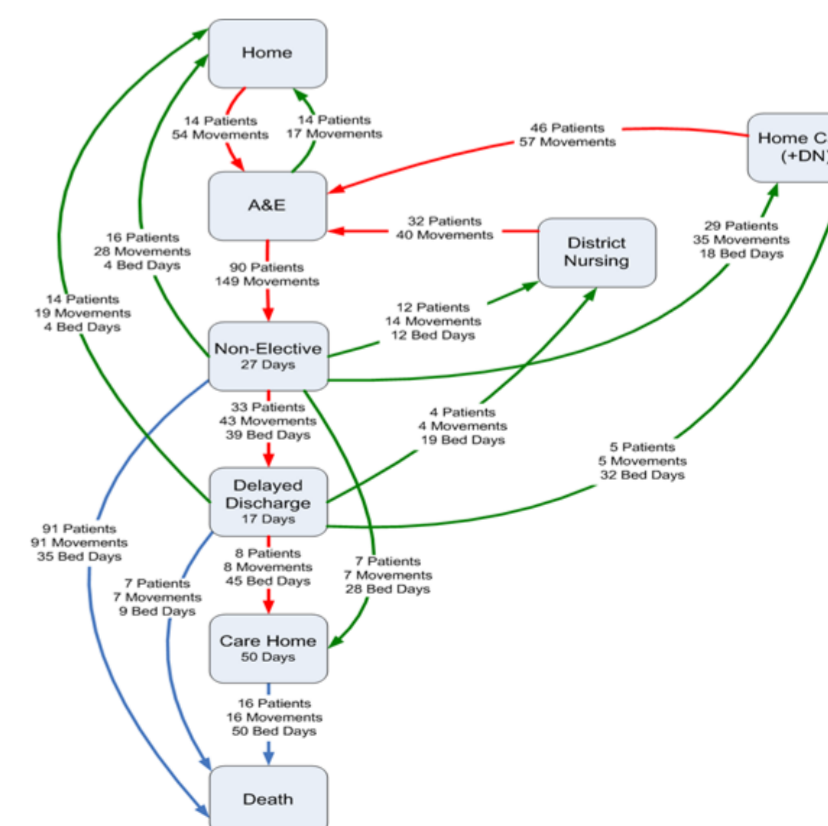 Home
14 Patients
54 Movements
14 Patients
17 Movements
46 Patients
57 Movements
Home C
(+DN)
A&E
32 Patients
40 Movements
District
Nursing
29 Patients
35 Movements
18 Bed Days
16 Patients
28 Movements
4 Bed Days
90 Patients
149 Movements
14 Patients
19 Movements
4 Bed Days
12 Patients
14 Movements
12 Bed Days
Non-Elective
27 Days
33 Patients
43 Movements
39 Bed Days
4 Patients
4 Movements
19 Bed Days
5 Patients
5 Movements
32 Bed Days
Delayed
Discharge
17 Days
91 Patients
91 Movements
35 Bed Days
8 Patients
8 Movements
45 Bed Days
7 Patients
7 Movements
28 Bed Days
7 Patients
7 Movements
9 Bed Days
Care Home
50 Days
16 Patients
16 Movements
50 Bed Days
Death